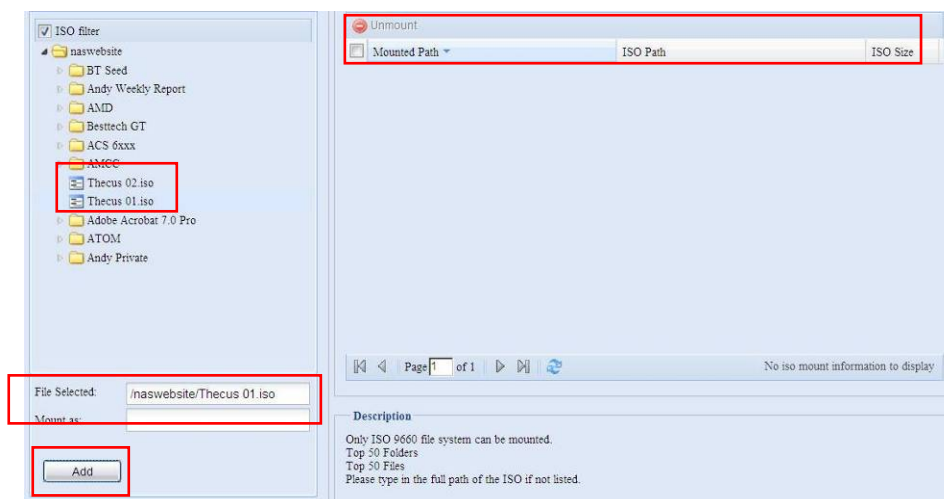 ISO filter
naswebsite
BT Seed
Andy Weekly Report
AMD
Besttech GT
ACS 6xxx
AMCC
Thecus 02.iso
Thecus 01.iso
Adobe Acrobat 7.0 Pro
ATOM
Andy Private
File Selected: /naswebsite/Thecus 01.iso
Mount as:
Add
Unmount
Mounted Path ISO Path ISO Size
Page 1 of 1 No iso mount information to display
Description
Only ISO 9660 file system can be mounted.
Top 50 Folders
Top 50 Files
Please type in the full path of the ISO if not listed.